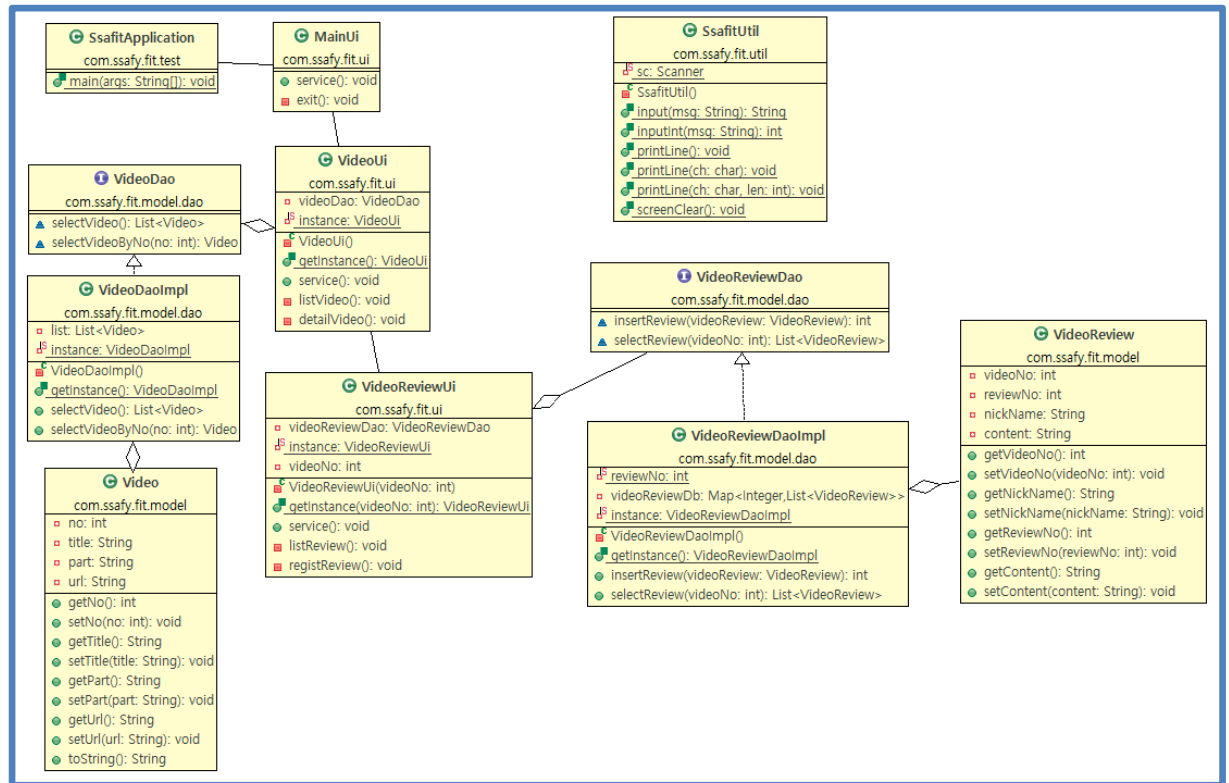 SsafitApplication
com.ssafy.fit.test
main(args: String[]): void
MainUi
com.ssafy.fit.ui
service(): void
exit(): void
SsafitUtil
com.ssafy.fit.util
sc: Scanner
SsafitUtil()
input(msg: String): String
inputInt(msg: String): int
printLine(): void
printLine(ch: char): void
printLine(ch: char, len: int): void
screenClear(): void
VideoDao
com.ssafy.fit.model.dao
selectVideo(): List<Video>
selectVideoByNo(no: int): Video
VideoUi
com.ssafy.fit.ui
videoDao: VideoDao
instance: VideoUi
VideoUi()
getInstance(): VideoUi
service(): void
listVideo(): void
detailVideo(): void
VideoDaoImpl
com.ssafy.fit.model.dao
list: List<Video>
instance: VideoDaoImpl
VideoDaoImpl()
getInstance(): VideoDaoImpl
selectVideo(): List<Video>
selectVideoByNo(no: int): Video
VideoReviewDao
com.ssafy.fit.model.dao
insertReview(videoReview: VideoReview): int
selectReview(videoNo: int): List<VideoReview>
VideoReview
com.ssafy.fit.model
videoNo: int
reviewNo: int
nickName: String
content: String
getVideoNo(): int
setVideoNo(videoNo: int): void
getNickName(): String
setNickName(nickName: String): void
getReviewNo(): int
setReviewNo(reviewNo: int): void
getContent(): String
setContent(content: String): void
VideoReviewUi
com.ssafy.fit.ui
videoReviewDao: VideoReviewDao
instance: VideoReviewUi
videoNo: int
VideoReviewUi(videoNo: int)
getInstance(videoNo: int): VideoReviewUi
service(): void
listReview(): void
registReview(): void
VideoReviewDaoImpl
com.ssafy.fit.model.dao
reviewNo: int
videoReviewDb: Map<Integer,List<VideoReview>>
instance: VideoReviewDaoImpl
VideoReviewDaoImpl()
getInstance(): VideoReviewDaoImpl
insertReview(videoReview: VideoReview): int
selectReview(videoNo: int): List<VideoReview>
Video
com.ssafy.fit.model
no: int
title: String
part: String
url: String
getNo(): int
setNo(no: int): void
getTitle(): String
setTitle(title: String): void
getPart(): String
setPart(part: String): void
getUrl(): String
setUrl(url: String): void
toString(): String